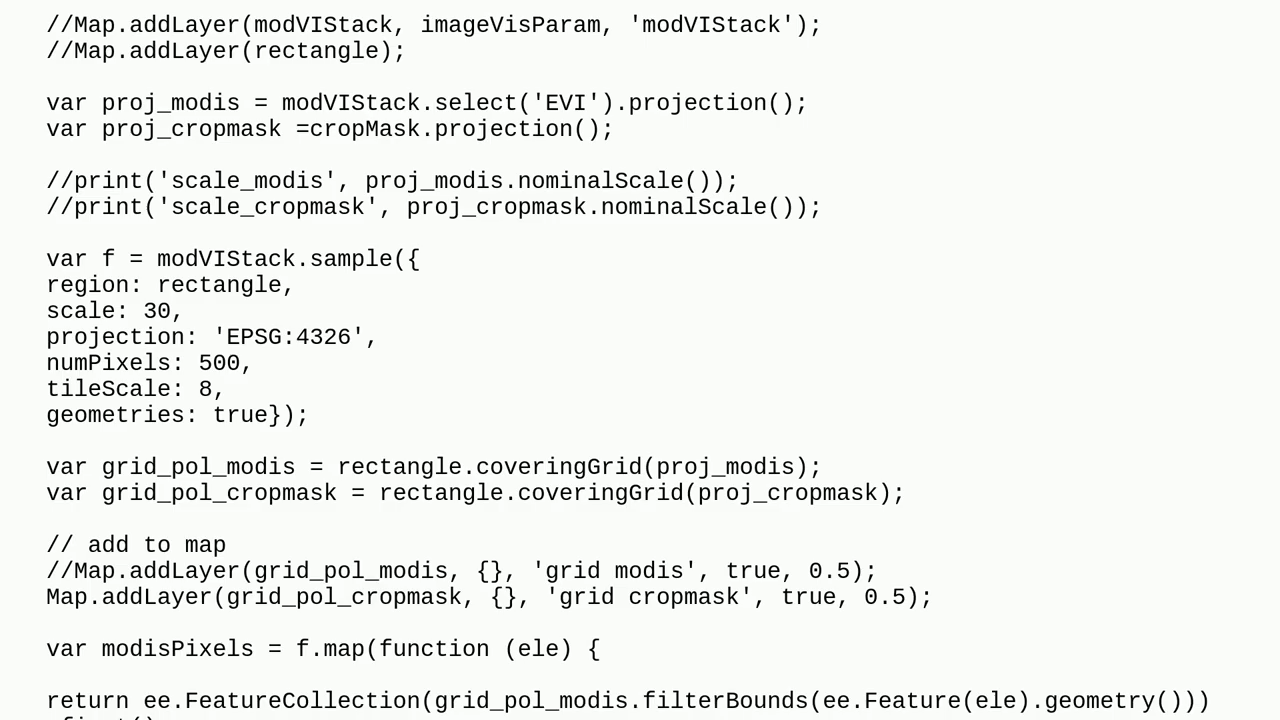 //Map.addLayer(modVIStack, imageVisParam, 'modVIStack');
//Map.addLayer(rectangle);
var proj_modis = modVIStack.select('EVI').projection();
var proj_cropmask =cropMask.projection();
//print('scale_modis', proj_modis.nominalScale());
//print('scale_cropmask', proj_cropmask.nominalScale());
var f = modVIStack.sample({
region: rectangle,
scale: 30,
projection: 'EPSG:4326',
numPixels: 500,
tileScale: 8,
geometries: true});
var grid_pol_modis = rectangle.coveringGrid(proj_modis);
var grid_pol_cropmask = rectangle.coveringGrid(proj_cropmask);
// add to map
//Map.addLayer(grid_pol_modis, {}, 'grid modis', true, 0.5);
Map.addLayer(grid_pol_cropmask, {}, 'grid cropmask', true, 0.5);
var modisPixels = f.map(function (ele) {
return ee.FeatureCollection(grid_pol_modis.filterBounds(ee.Feature(ele).geometry()))